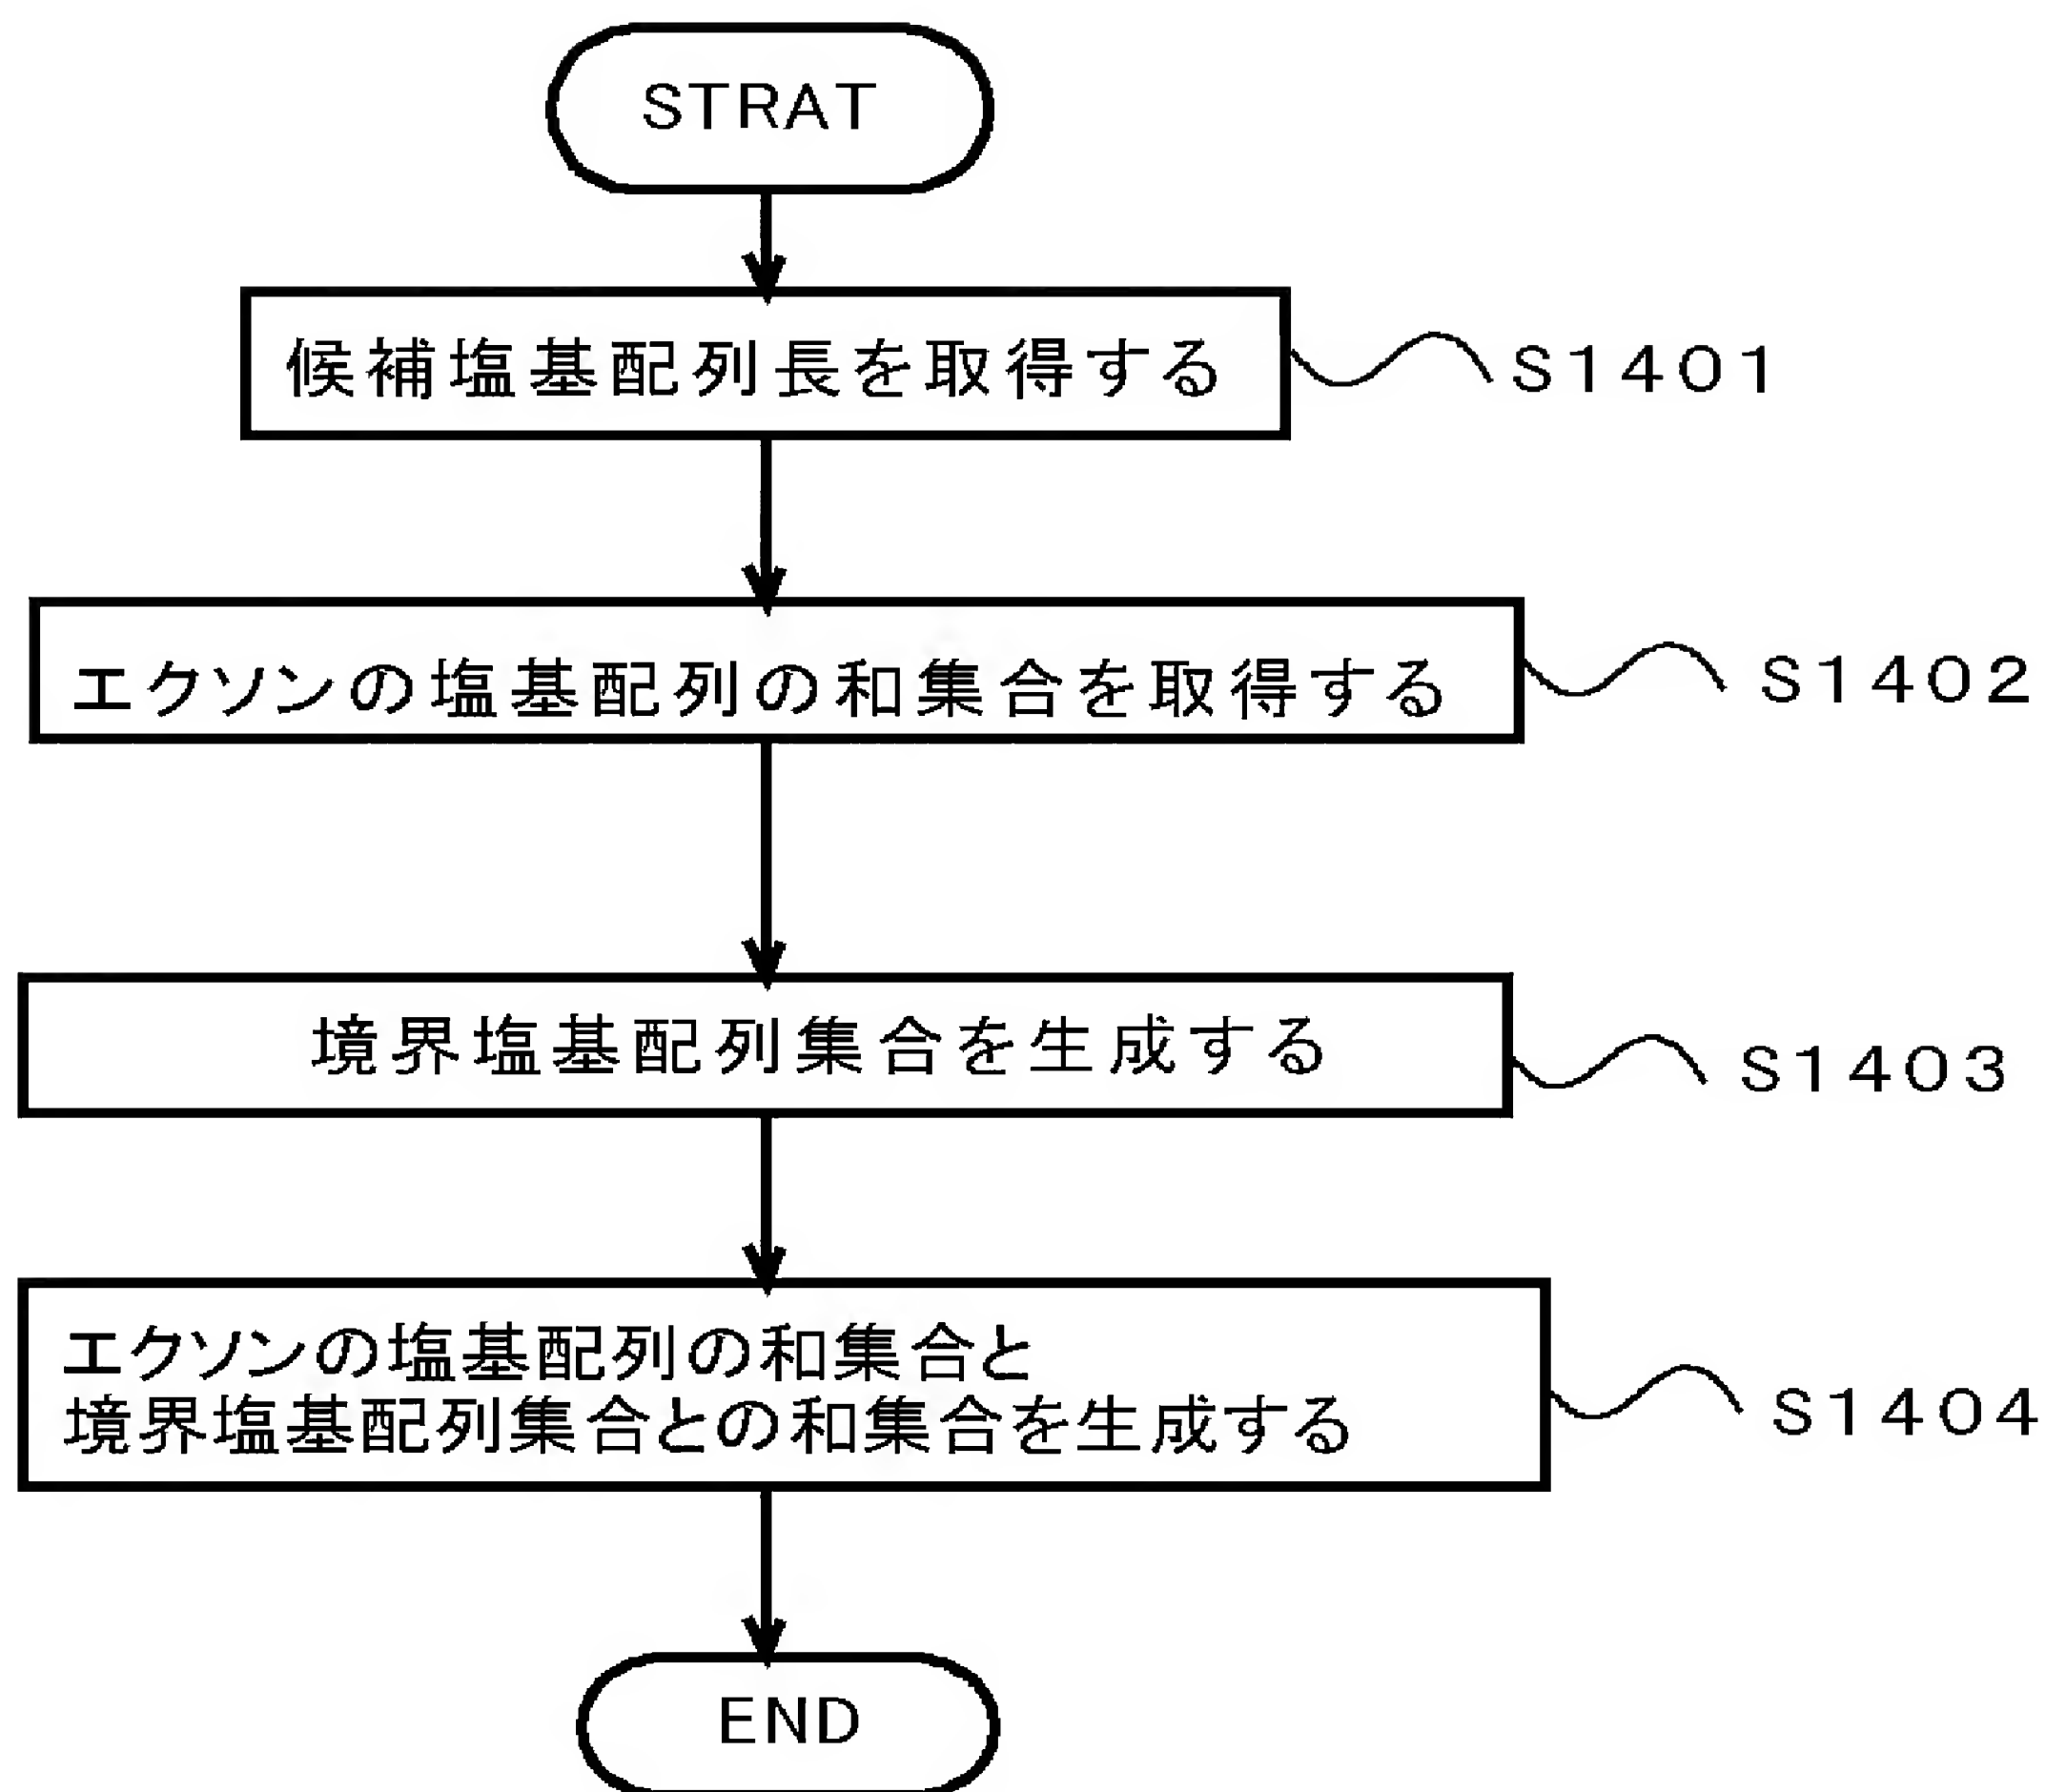 STRAT
候補塩基配列長を取得する
S1401
エクソンの塩基配列の和集合を取得する
S1402
境界塩基配列集合を生成する
S1403
エクソンの塩基配列の和集合と
境界塩基配列集合との和集合を生成する
S1404
END